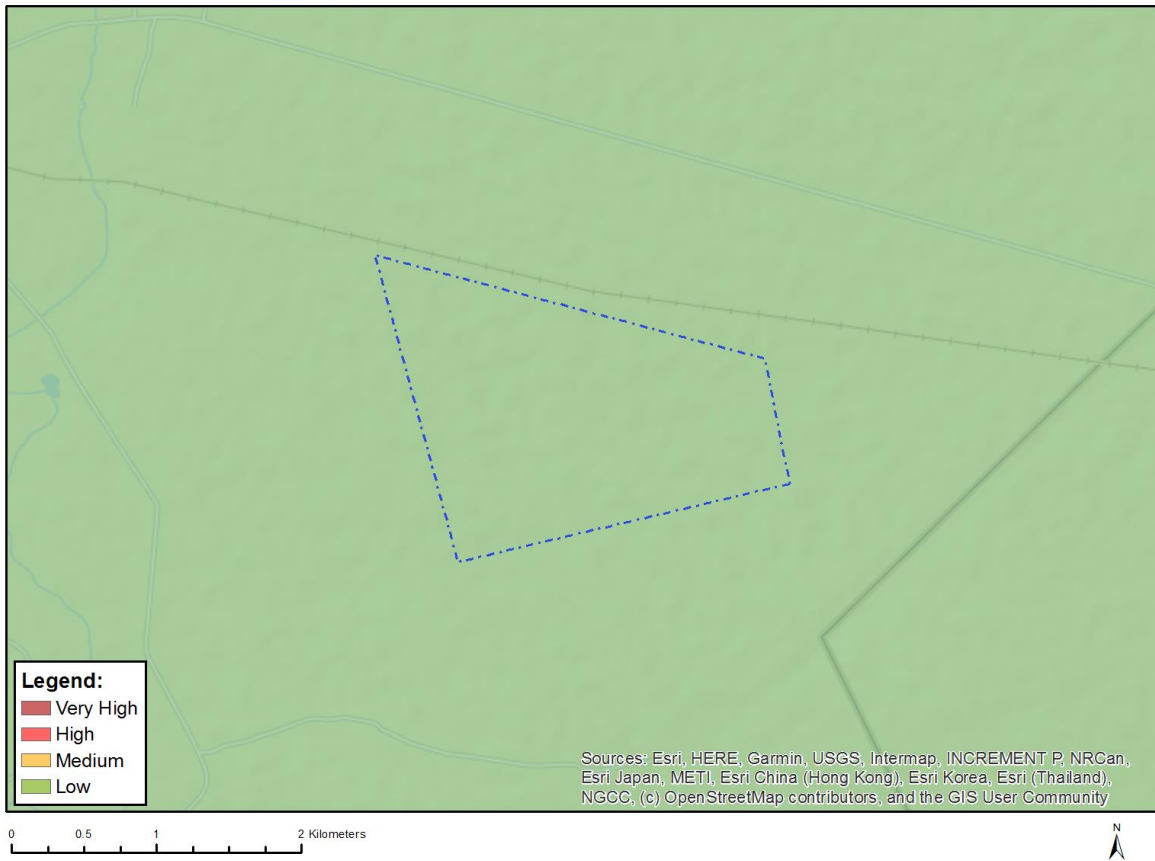 Legend:
Very High
High
Medium
Low
Sources: Esri, HERE, Garmin, USGS, Intermap, INCREMENT P, NRCan,
Esri Japan, METI, Esri China (Hong Kong), Esri Korea, Esri (Thailand),
NGCC, (c) OpenStreetMap contributors, and the GIS User Community
0 0.5 1 2 Kilometers
N